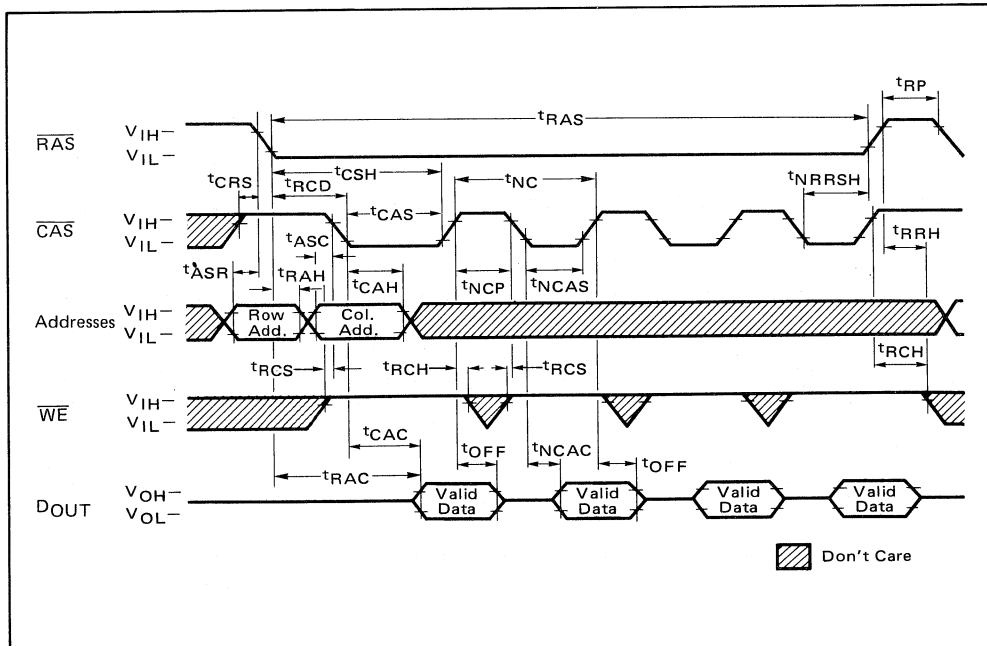 tRP
tRAS
RAS
VIH
VIL
tCSH
tCRS
tRCD
tNC
tNRRSH
CAS
VIH
VIL
tCAS
tASC
tRRH
tASR
tRAH
tCAH
tNCP
tNCAS
Addresses
VIH
VIL
Row
Add.
Col.
Add.
tRCS
tRCH
tRCS
tRCH
WE
VIH
VIL
tCAC
tOFF
tNCAC
tOFF
tRAC
DOUT
VOH
VOL
Valid
Data
Valid
Data
Valid
Data
Valid
Data
Don't Care